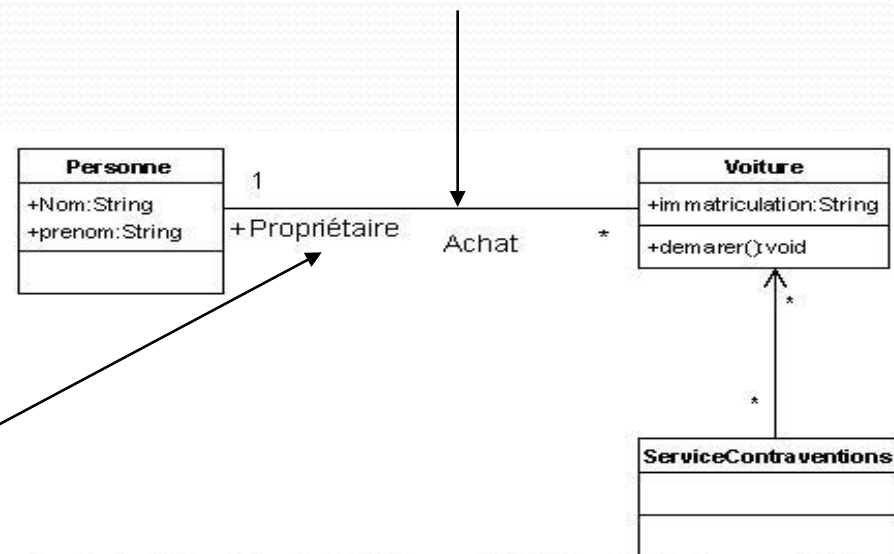 Personne
+Nom:String
+prenom:String
1
+Propriétaire
Achat
*
Voiture
+immatriculation:String
+demarer():void
*
*
ServiceContraventions